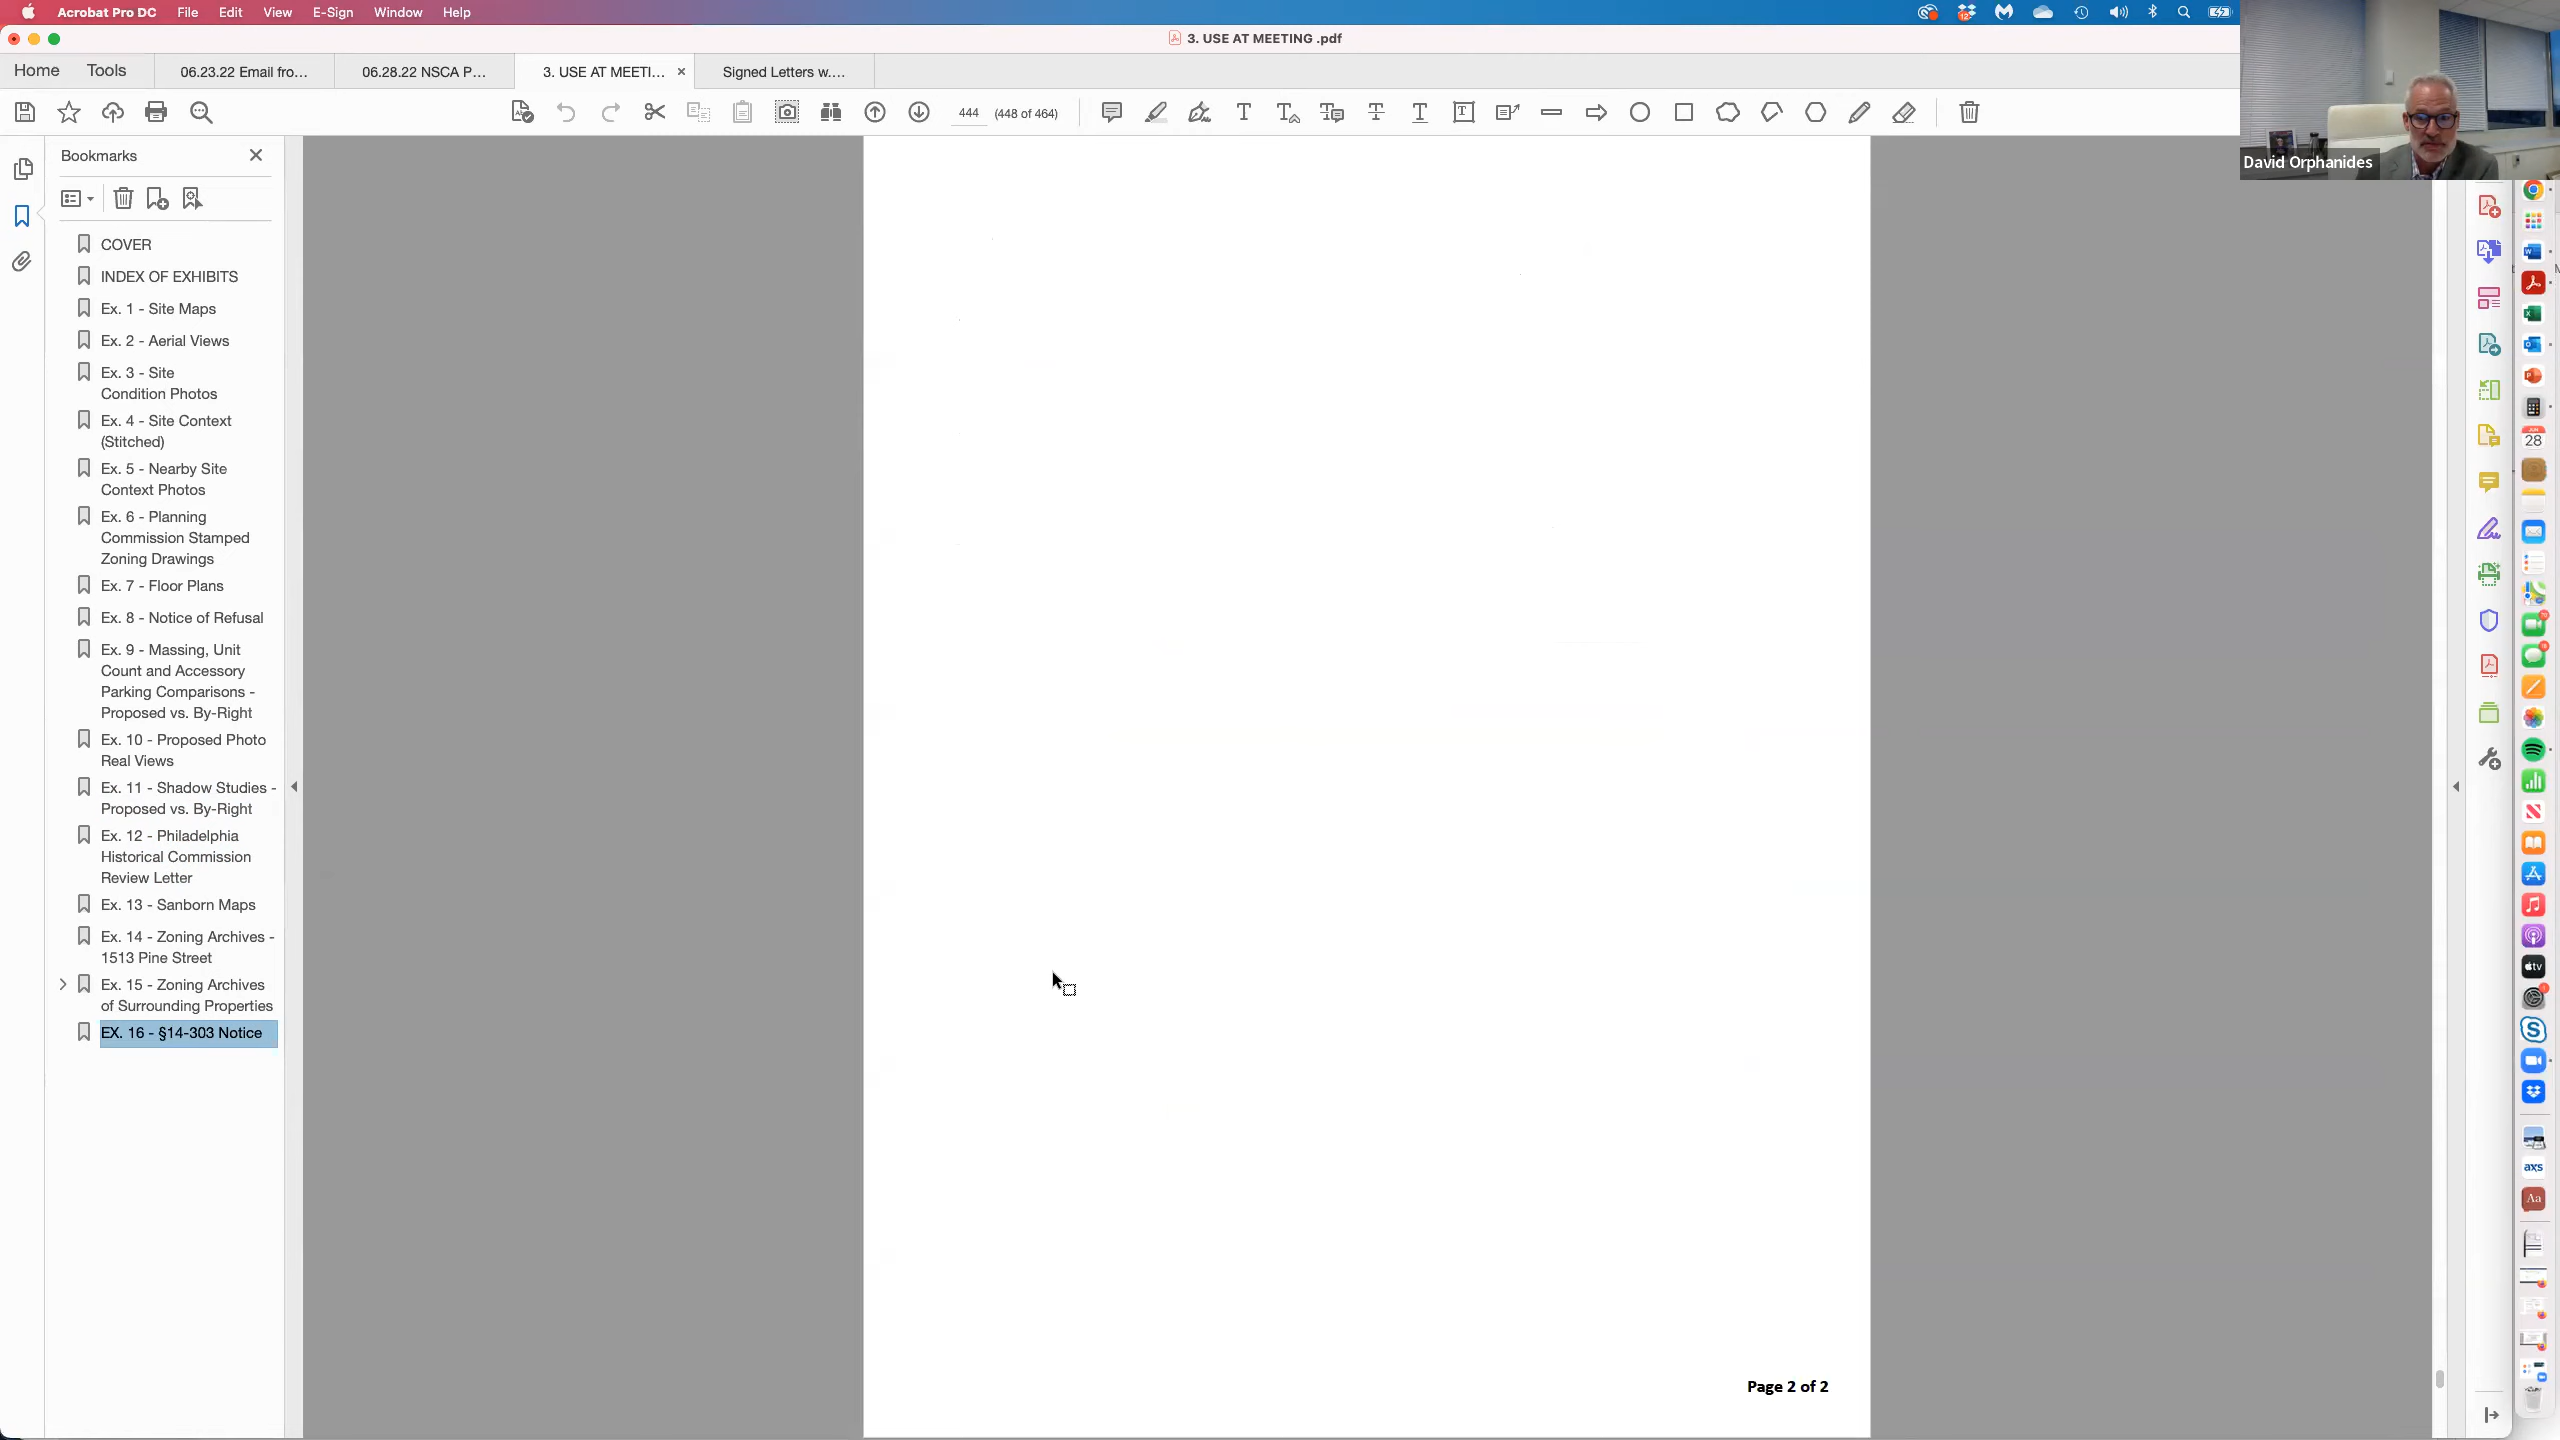 Acrobat Pro DC File Edit View E-Sign Window Help
3. USE AT MEETING .pdf
Home Tools 06.23.22 Email fro... 06.28.22 NSCA P... 3. USE AT MEETI... Signed Letters w....
444 (448 of 464)
David Orphanides
Bookmarks
COVER
INDEX OF EXHIBITS
Ex. 1 - Site Maps
Ex. 2 - Aerial Views
Ex. 3 - Site
Condition Photos
Ex. 4 - Site Context
(Stitched)
Ex. 5 - Nearby Site
Context Photos
Ex. 6 - Planning
Commission Stamped
Zoning Drawings
Ex. 7 - Floor Plans
Ex. 8 - Notice of Refusal
Ex. 9 - Massing, Unit
Count and Accessory
Parking Comparisons -
Proposed vs. By-Right
Ex. 10 - Proposed Photo
Real Views
Ex. 11 - Shadow Studies -
Proposed vs. By-Right
Ex. 12 - Philadelphia
Historical Commission
Review Letter
Ex. 13 - Sanborn Maps
Ex. 14 - Zoning Archives -
1513 Pine Street
Ex. 15 - Zoning Archives
of Surrounding Properties
EX. 16 - §14-303 Notice
Page 2 of 2
JUN
28
tv
axs
Aa